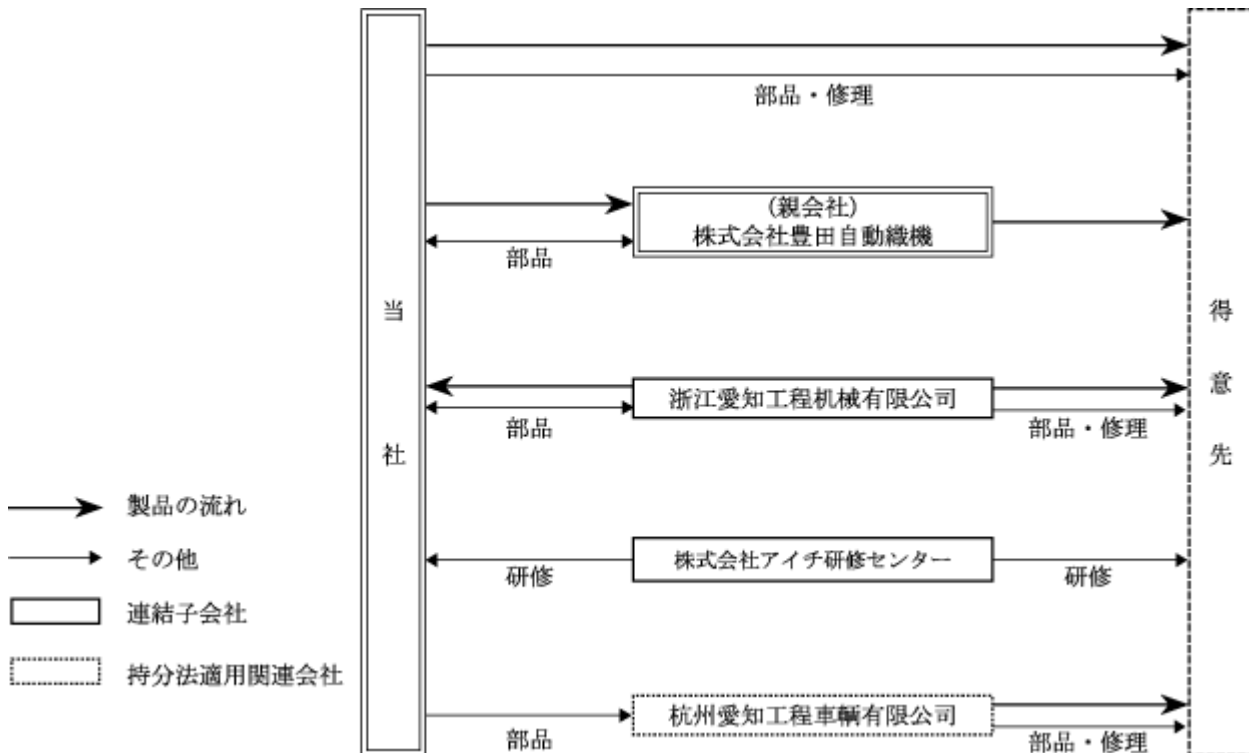 部品・修理
(親会社)
株式会社豊田自動織機
部品
当社
得意先
浙江愛知工程机械有限公司
部品
部品・修理
製品の流れ
その他
株式会社アイチ研修センター
研修
研修
連結子会社
持分法適用関連会社
杭州愛知工程車輌有限公司
部品
部品・修理